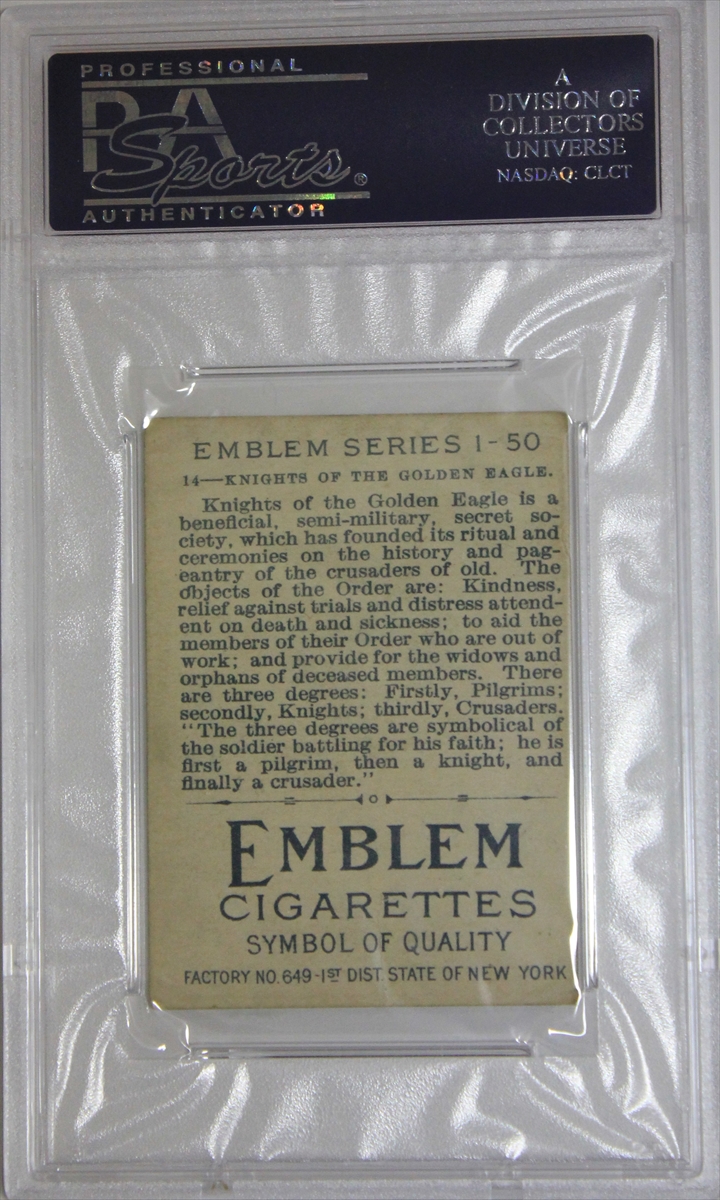 PROFESSIONAL
PSA
Sports®
AUTHENTICATOR
A
DIVISION OF
COLLECTORS
UNIVERSE
NASDAQ: CLCT
EMBLEM SERIES 1-50
14—KNIGHTS OF THE GOLDEN EAGLE.
Knights of the Golden Eagle is a
beneficial, semi-military, secret so-
ciety, which has founded its ritual and
ceremonies on the history and pag-
eantry of the crusaders of old. The
objects of the Order are: Kindness,
relief against trials and distress attend-
ent on death and sickness; to aid the
members of their Order who are out of
work; and provide for the widows and
orphans of deceased members. There
are three degrees: Firstly, Pilgrims;
secondly, Knights; thirdly, Crusaders.
"The three degrees are symbolical of
the soldier battling for his faith; he is
first a pilgrim, then a knight, and
finally a crusader."
EMBLEM
CIGARETTES
SYMBOL OF QUALITY
FACTORY NO. 649-1ST DIST. STATE OF NEW YORK